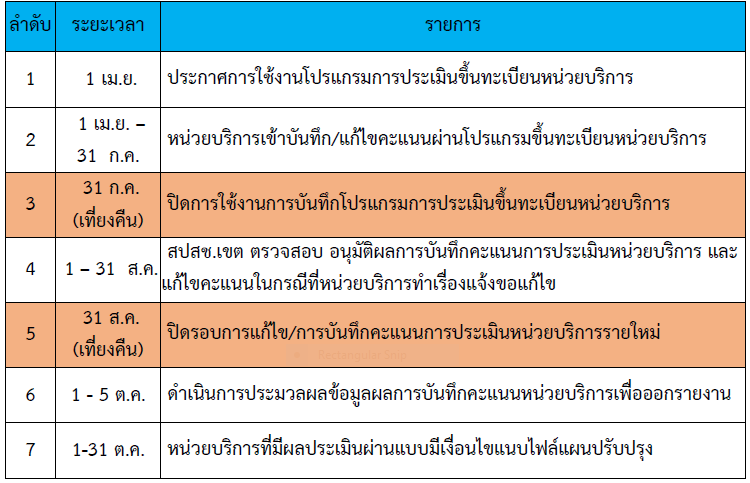 ลำดับ ระยะเวลา รายการ
1 1 เม.ย. ประกาศการใช้งานโปรแกรมการประเมินขึ้นทะเบียนหน่วยบริการ
2 1 เม.ย. – 31 ก.ค. หน่วยบริการเข้าบันทึก/แก้ไขคะแนนผ่านโปรแกรมขึ้นทะเบียนหน่วยบริการ
3 31 ก.ค. (เที่ยงคืน) ปิดการใช้งานการบันทึกโปรแกรมการประเมินขึ้นทะเบียนหน่วยบริการ
4 1 – 31 ส.ค. สปสช.เขต ตรวจสอบ อนุมัติผลการบันทึกคะแนนการประเมินหน่วยบริการ และ
แก้ไขคะแนนในกรณีที่หน่วยบริการทำเรื่องแจ้งขอแก้ไข
5 31 ส.ค. (เที่ยงคืน) ปิดรอบการแก้ไข/การบันทึกคะแนนการประเมินหน่วยบริการรายใหม่
Rectangular Snip
6 1 - 5 ต.ค. ดำเนินการประมวลผลข้อมูลผลการบันทึกคะแนนหน่วยบริการเพื่อออกรายงาน
7 1-31 ต.ค. หน่วยบริการที่มีผลประเมินผ่านแบบมีเงื่อนไขแนบไฟล์แผนปรับปรุง